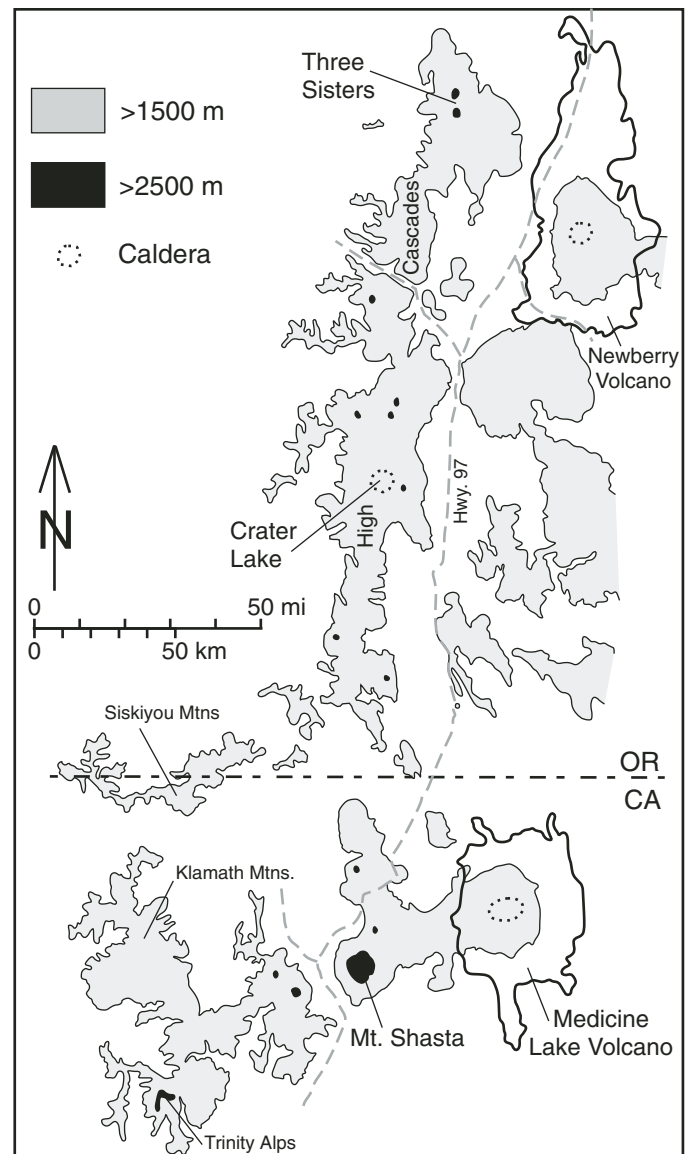 Three
Sisters
>1500 m
>2500 m
Caldera
Cascades
Newberry
Volcano
Hwy. 97
High
Crater
Lake
N
0
50 mi
0
50 km
Siskiyou Mtns
OR
CA
Klamath Mtns.
Mt. Shasta
Medicine
Lake Volcano
Trinity Alps